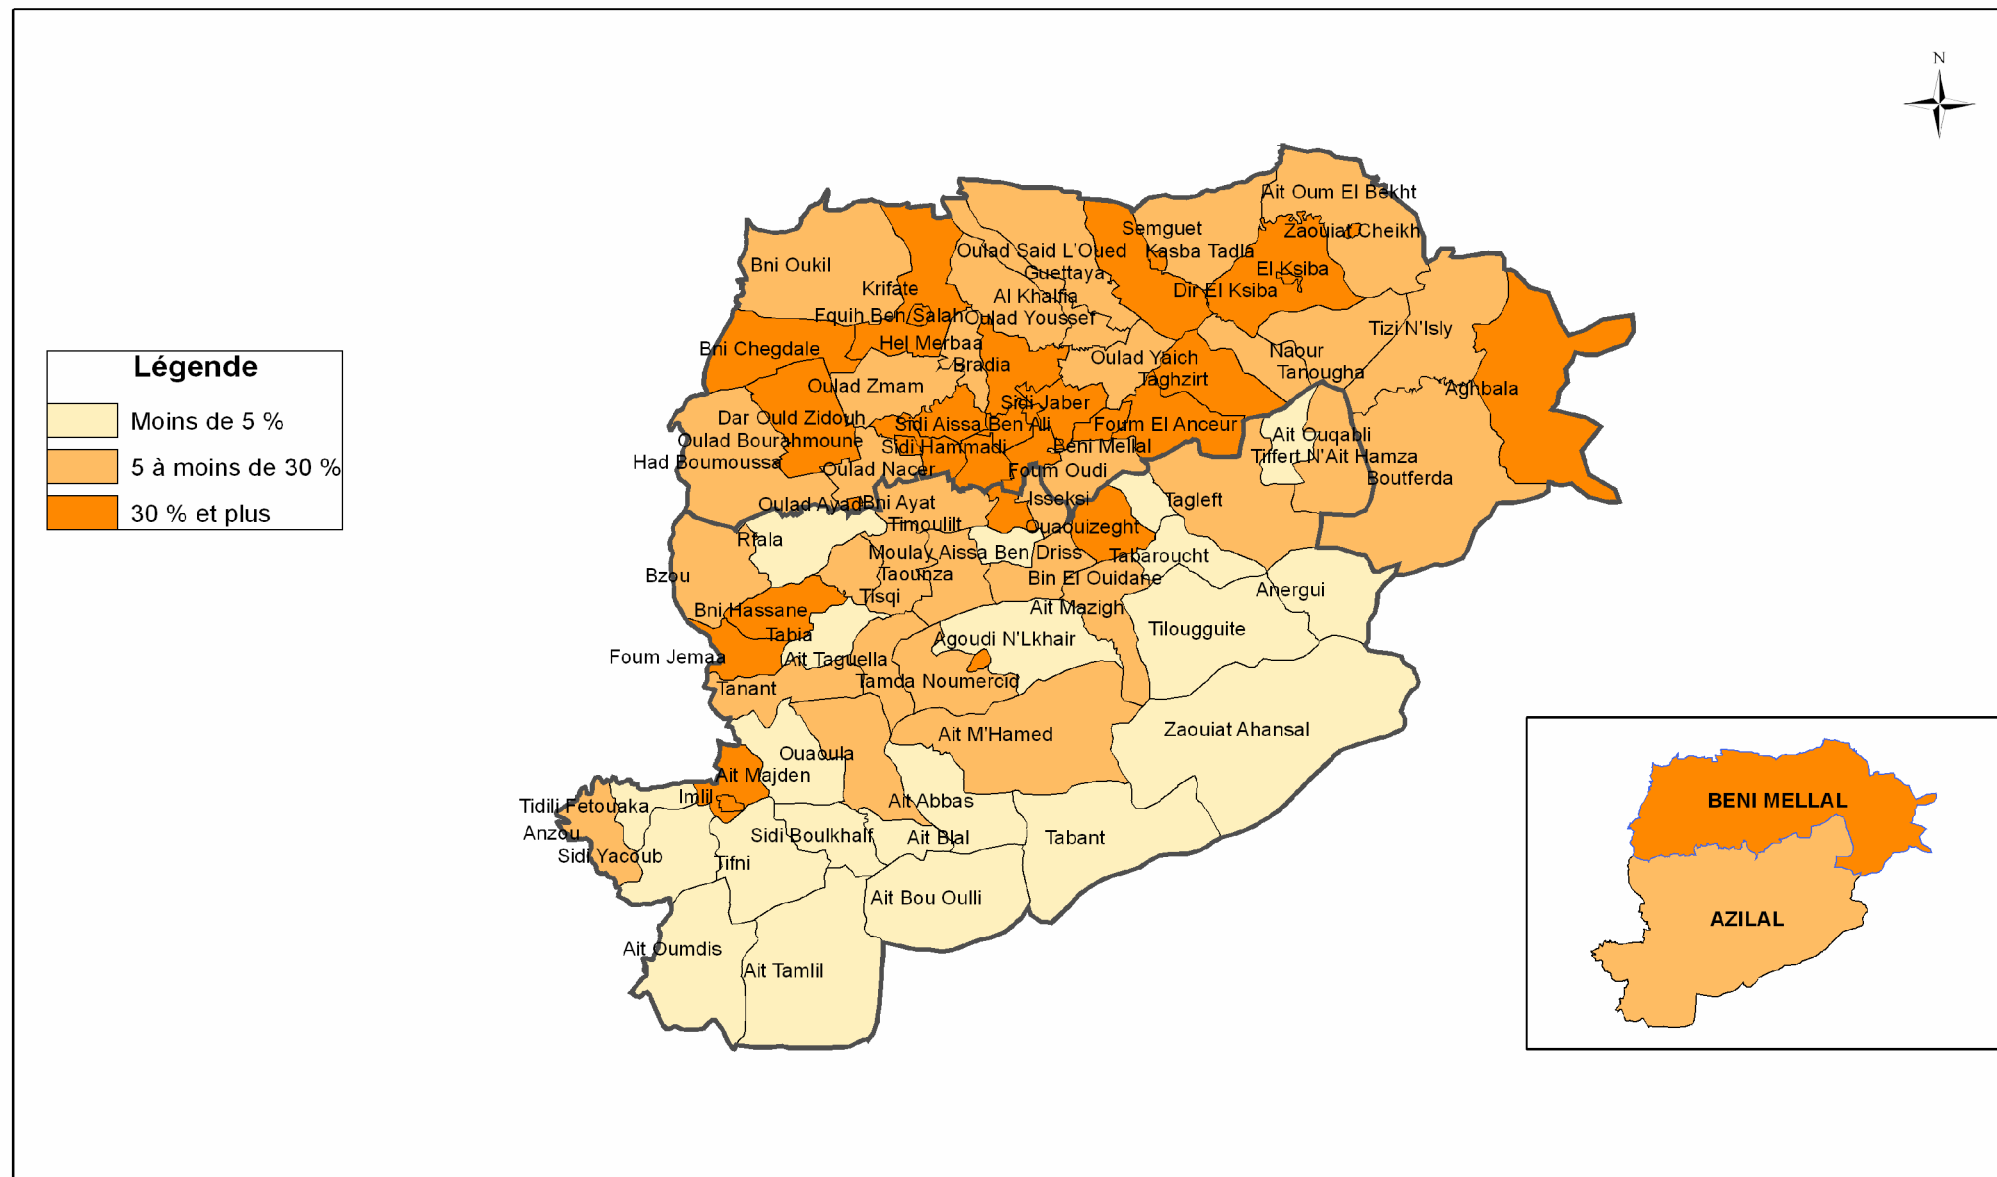 N
Ait Oum El Bekht
Semguet
Zaouiat Cheikh
Oulad Said L'Oued
Kasba Tadla
Bni Oukil
Guettaya
El Ksiba
Krifate
Al Khalfia
Dir El Ksiba
Fquih Ben Salah
Oulad Youssef
Tizi N'Isly
Hel Merbaa
Bni Chegdale
Naour
Oulad Yaich
Bradia
Tanougha
Taghzirt
Oulad Zmam
Aghbala
Sidi Jaber
Dar Ould Zidouh
Sidi Aissa Ben Ali
Foum El Anceur
Ait Ouqabli
Oulad Bourahmoune
Sidi Hammadi
Beni Mellal
Tiffert N'Ait Hamza
Had Boumoussa
Oulad Nacer
Foum Oudi
Boutferda
Oulad Ayad
Bni Ayat
Isseksi
Tagleft
Timoulilt
Ouaouizeght
Rfala
Moulay Aissa Ben Driss
Tabaroucht
Bzou
Taounza
Bin El Ouidane
Anergui
Tisqi
Bni Hassane
Ait Mazigh
Tabia
Agoudi N'Lkhair
Tilougguite
Foum Jemaa
Ait Taguella
Tanant
Tamda Noumercid
Zaouiat Ahansal
Ait M'Hamed
Ouaoula
Ait Majden
Imlil
Ait Abbas
Tidili Fetouaka
Anzou
Sidi Boulkhalf
Ait Blal
Tabant
Sidi Yacoub
Tifni
Ait Bou Oulli
Ait Oumdis
Ait Tamlil
Légende
Moins de 5 %
5 à moins de 30 %
30 % et plus
BENI MELLAL
AZILAL